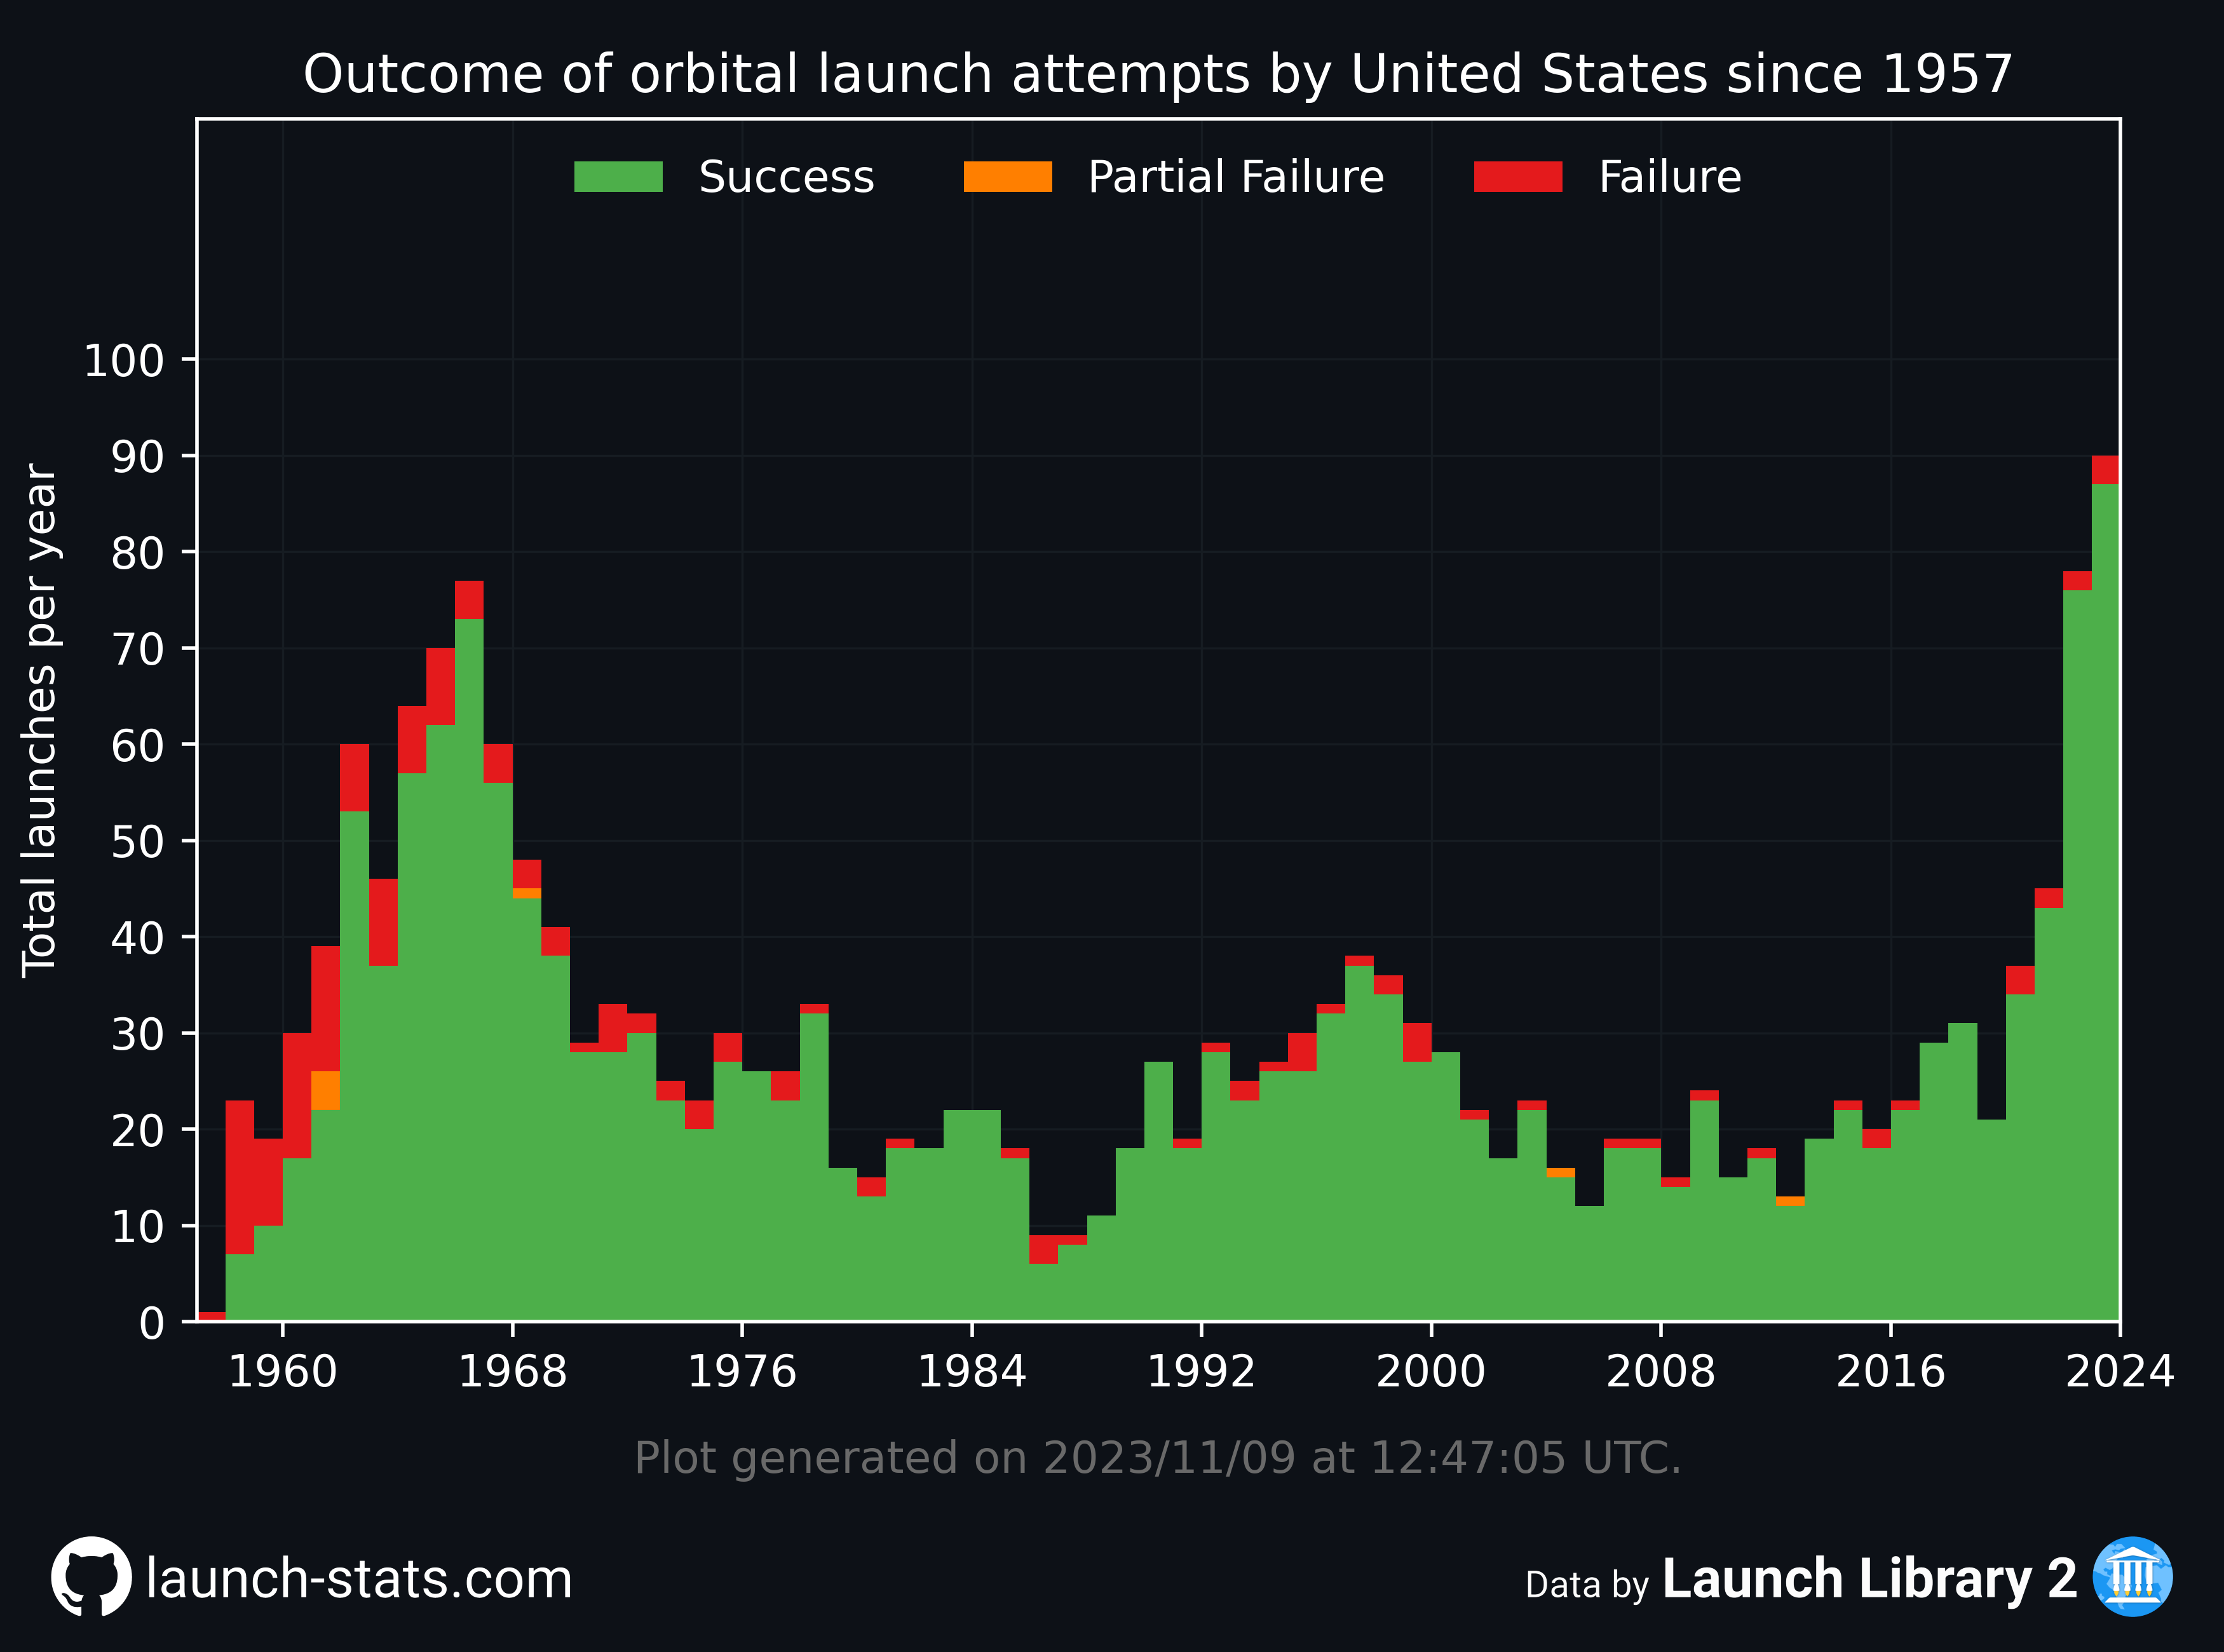 Outcome of orbital launch attempts by United States since 1957
Success Partial Failure Failure
Total launches per year
100
90
80
70
60
50
40
30
20
10
0
1960 1968 1976 1984 1992 2000 2008 2016 2024
Plot generated on 2023/11/09 at 12:47:05 UTC.
launch-stats.com
Data by Launch Library 2